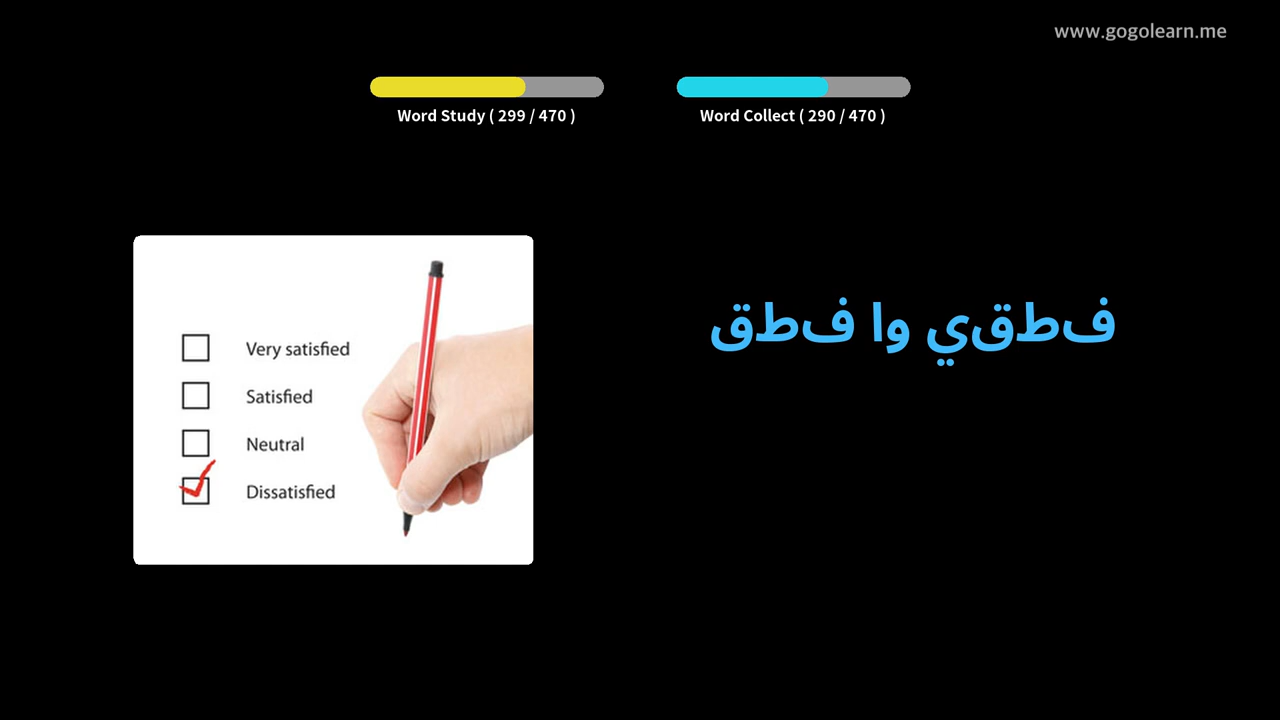 www.gogolearn.me
Word Study ( 299 / 470 )
Word Collect ( 290 / 470 )
فطقي وا فطق
Very satisfied
Satisfied
Neutral
Dissatisfied